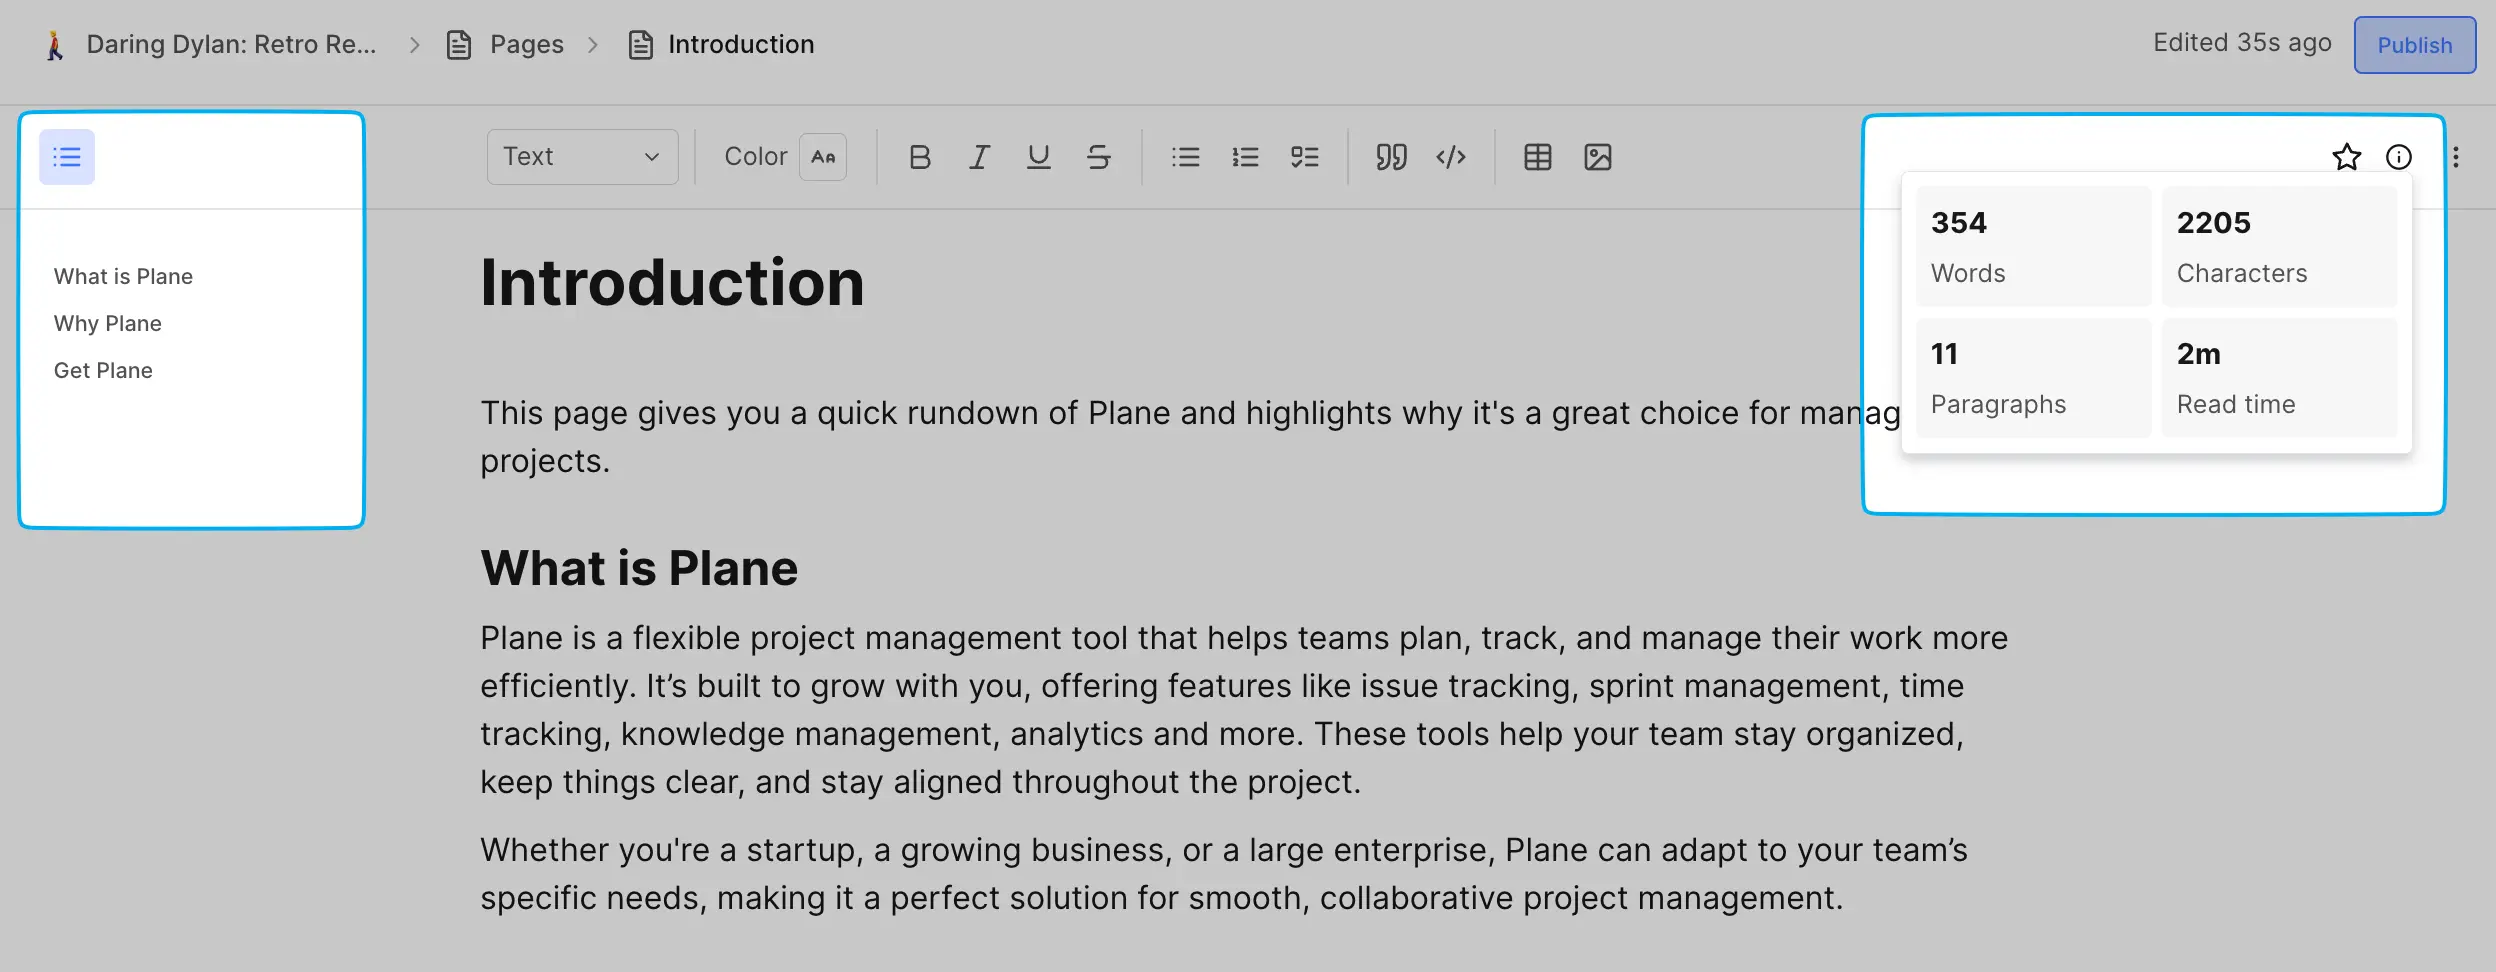 Daring Dylan: Retro Re... > Pages > Introduction
Edited 35s ago
Publish
Text
Color
354
Words
2205
Characters
11
Paragraphs
2m
Read time
What is Plane
Why Plane
Get Plane
Introduction
This page gives you a quick rundown of Plane and highlights why it's a great choice for manag
projects.
What is Plane
Plane is a flexible project management tool that helps teams plan, track, and manage their work more
efficiently. It’s built to grow with you, offering features like issue tracking, sprint management, time
tracking, knowledge management, analytics and more. These tools help your team stay organized,
keep things clear, and stay aligned throughout the project.
Whether you're a startup, a growing business, or a large enterprise, Plane can adapt to your team’s
specific needs, making it a perfect solution for smooth, collaborative project management.